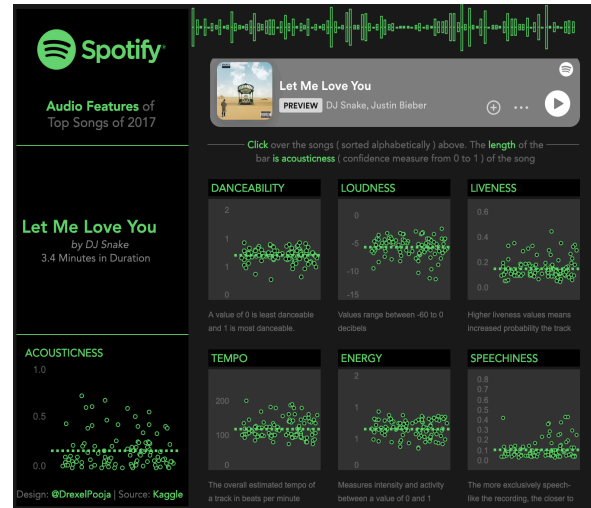 Spotify
Audio Features of
Top Songs of 2017
Let Me Love You
PREVIEW DJ Snake, Justin Bieber
Click over the songs ( sorted alphabetically ) above. The length of the
bar is acousticness ( confidence measure from 0 to 1 ) of the song
Let Me Love You
by DJ Snake
3.4 Minutes in Duration
DANCEABILITY
2
1
1
0
A value of 0 is least danceable
and 1 is most danceable.
LOUDNESS
0
-5
-10
-15
Values range between -60 to 0
decibels
LIVENESS
0.6
0.4
0.2
0.0
Higher liveness values means
increased probability the track
ACOUSTICNESS
1.0
0.5
0.0
TEMPO
200
100
0
The overall estimated tempo of
a track in beats per minute
ENERGY
2
1
1
0
Measures intensity and activity
between a value of 0 and 1
SPEECHINESS
0.8
0.7
0.6
0.5
0.4
0.3
0.2
0.1
0.0
The more exclusively speech-
like the recording, the closer to
Design: @DrexelPooja | Source: Kaggle